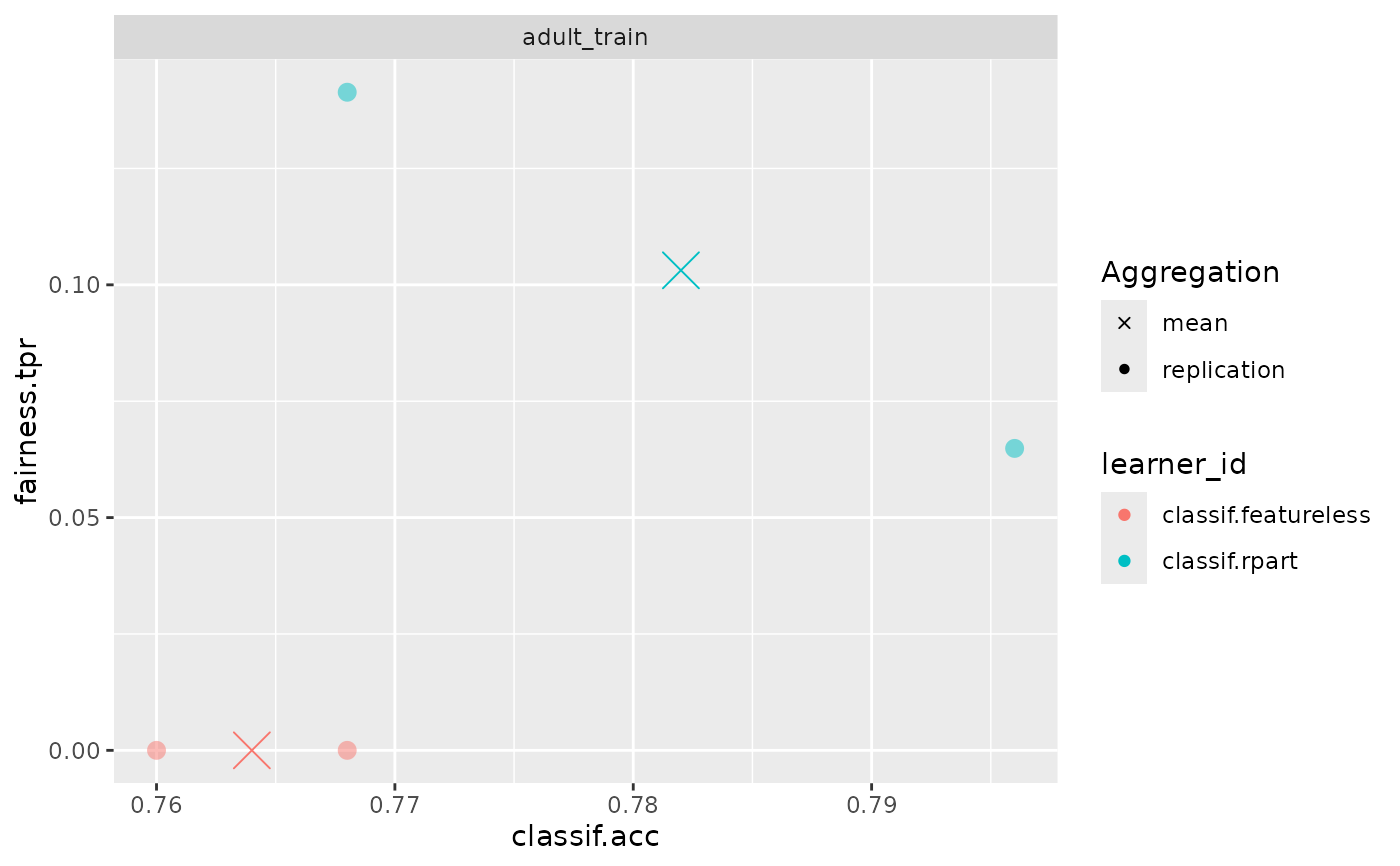 adult_train
fairness.tpr
0.10
0.05
0.00
0.76
0.77
0.78
0.79
classif.acc
Aggregation
mean
replication
learner_id
classif.featureless
classif.rpart